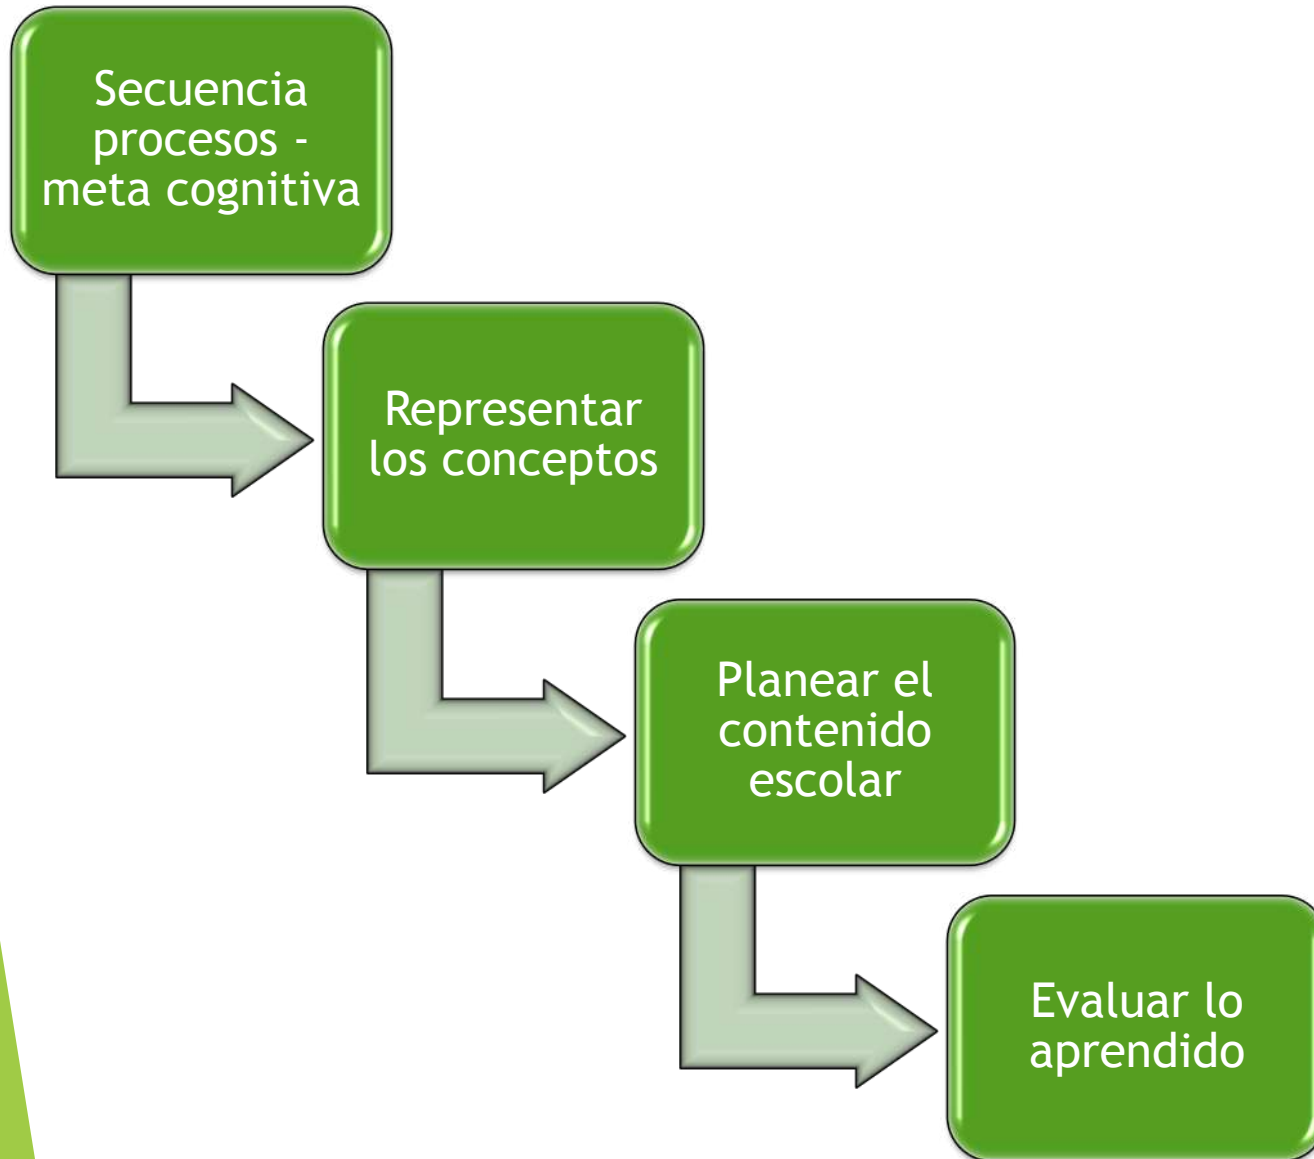 Secuencia
procesos -
meta cognitiva
Representar
los conceptos
Planear el
contenido
escolar
Evaluar lo
aprendido